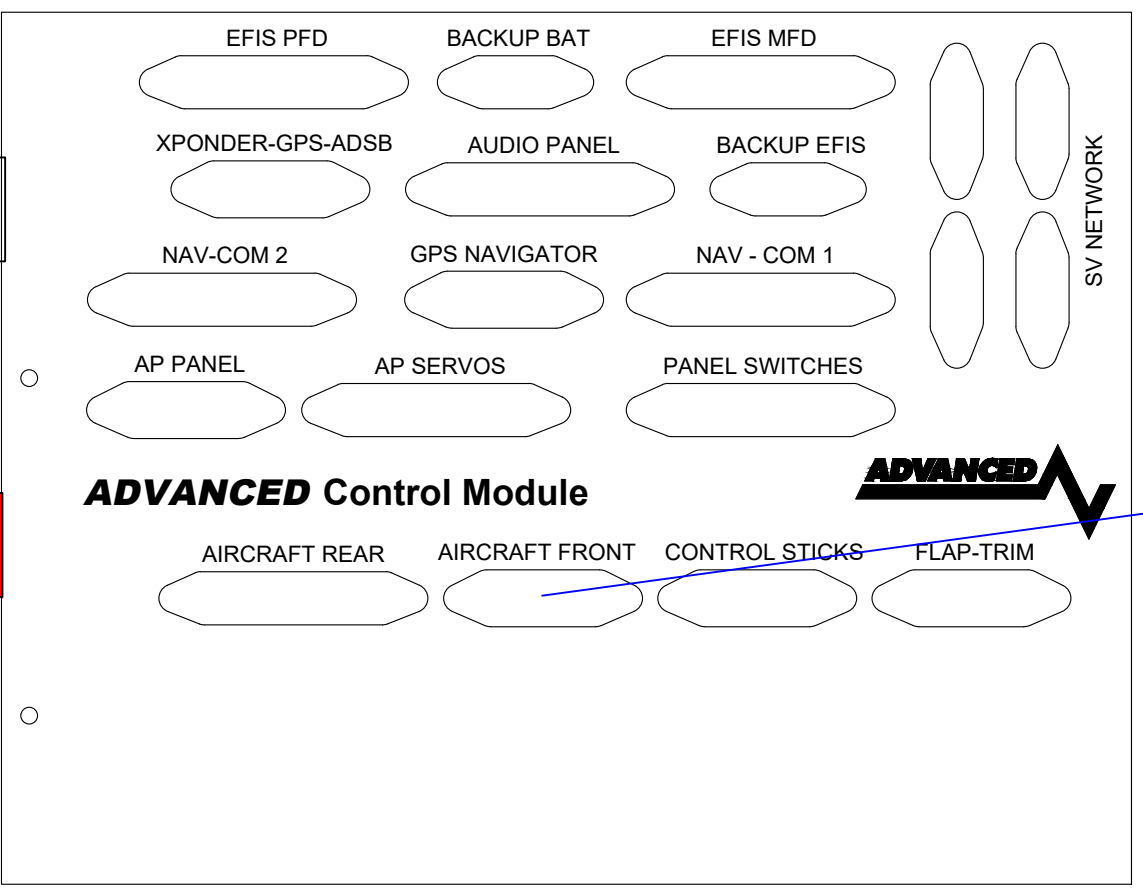 EFIS PFD
BACKUP BAT
EFIS MFD
XPONDER-GPS-ADSB
AUDIO PANEL
BACKUP EFIS
SV NETWORK
NAV-COM 2
GPS NAVIGATOR
NAV - COM 1
AP PANEL
AP SERVOS
PANEL SWITCHES
ADVANCED Control Module
ADVANCED
AIRCRAFT REAR
AIRCRAFT FRONT
CONTROL STICKS
FLAP-TRIM